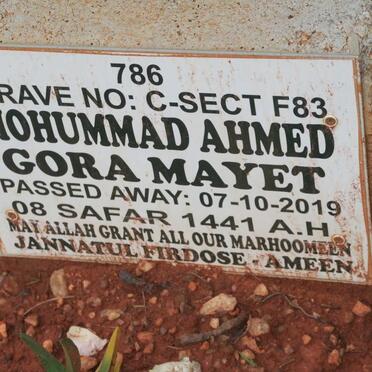 786
RAVE NO: C-SECT F83
MOHUMMAD AHMED
GORA MAYET
PASSED AWAY: 07-10-2019
08 SAFAR 1441 A.H
MAY ALLAH GRANT ALL OUR MARHOOMEEN
JANNATUL FIRDOSE - AMEEN